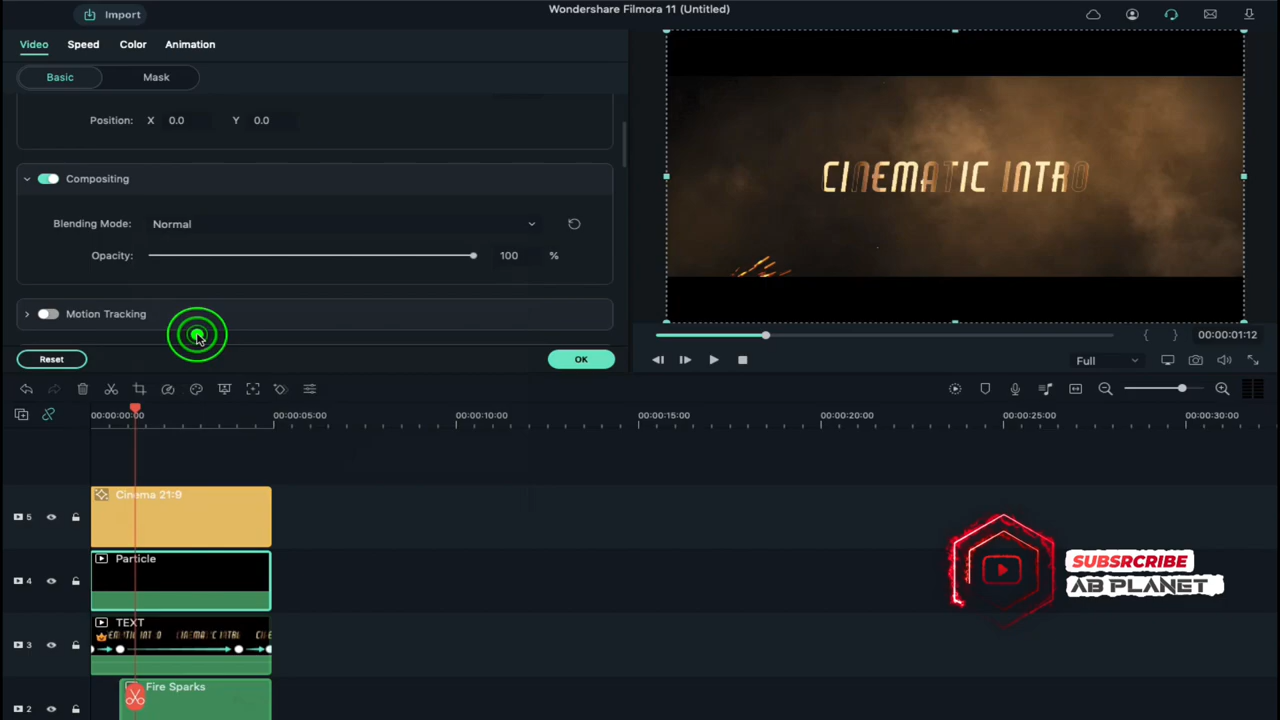 Import
Wondershare Filmora 11 (Untitled)
Video Speed Color Animation
Basic Mask
Position: X 0.0 Y 0.0
Compositing
Blending Mode: Normal
Opacity: 100 %
Motion Tracking
Reset OK
CINEMATIC INTRO
00:00:01:12
Full
00:00:00:00 00:00:05:00 00:00:10:00 00:00:15:00 00:00:20:00 00:00:25:00 00:00:30:00
5 Cinema 21:9
4 Particle
3 TEXT
CINEMATIC INTRO
2 Fire Sparks
SUBSRCRIBE
AB PLANET